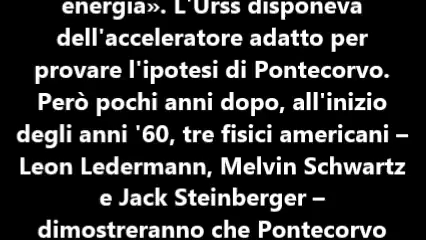 energia». L'Urss disponeva
dell'acceleratore adatto per
provare l'ipotesi di Pontecorvo.
Però pochi anni dopo, all'inizio
degli anni '60, tre fisici americani –
Leon Ledermann, Melvin Schwartz
e Jack Steinberger –
dimostreranno che Pontecorvo